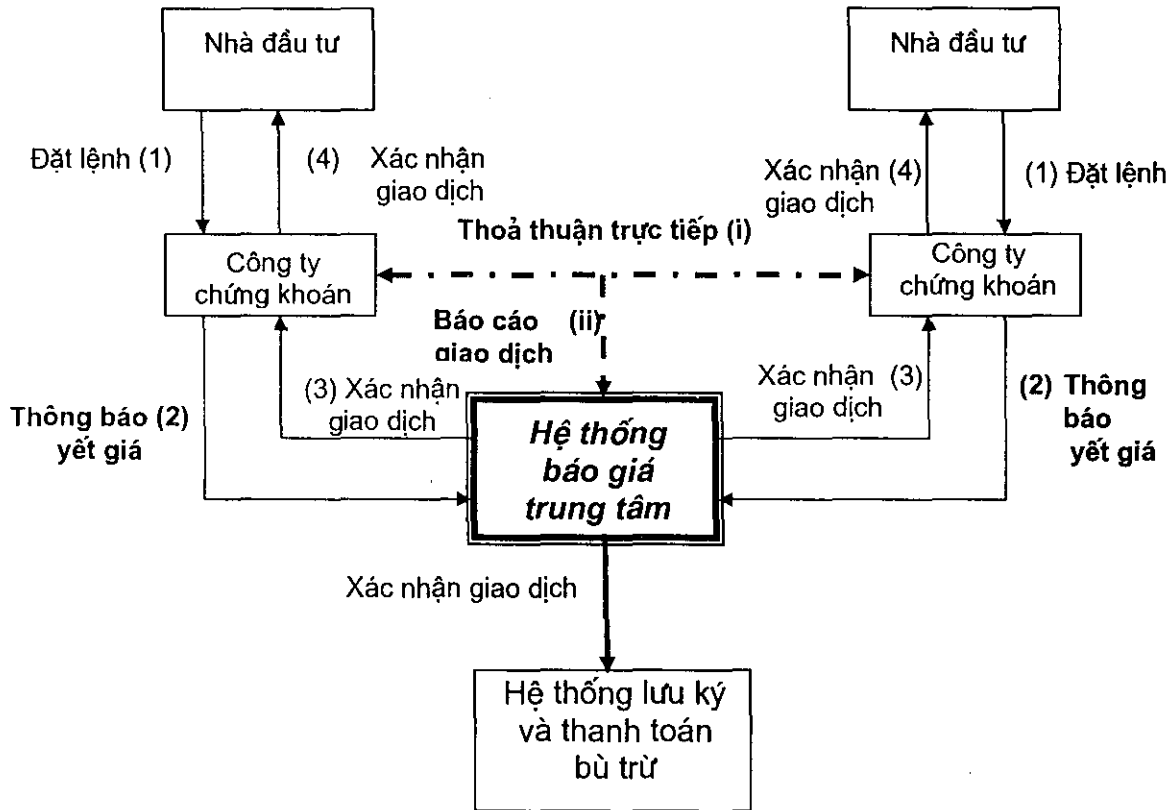 Nhà đầu tư
Nhà đầu tư
Đặt lệnh (1)
(4) Xác nhận
giao dịch
Xác nhận (4)
giao dịch
(1) Đặt lệnh
Thoả thuận trực tiếp (i)
Công ty
chứng khoán
Công ty
chứng khoán
Báo cáo (ii)
giao dịch
(3) Xác nhận
giao dịch
Xác nhận (3)
giao dịch
Thông báo (2)
yết giá
(2) Thông
báo
yết giá
Hệ thống
báo giá
trung tâm
Xác nhận giao dịch
Hệ thống lưu ký
và thanh toán
bù trừ